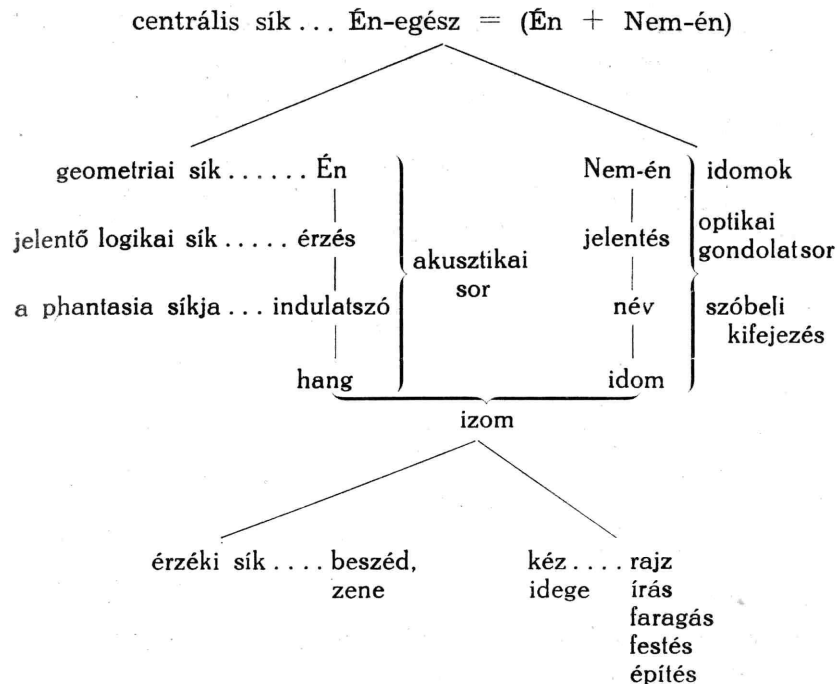 centrális sík ... Én-egész = (Én + Nem-én)
geometriai sík ...... Én Nem-én idomok
jelentő logikai sík ..... érzés jelentés optikai gondolatsor
akusztikai sor
a phantasia síkja ... indulatszó név szóbeli kifejezés
hang idom
izom
érzéki sík .... beszéd, kéz .... rajz
zene idege írás
faragás
festés
építés